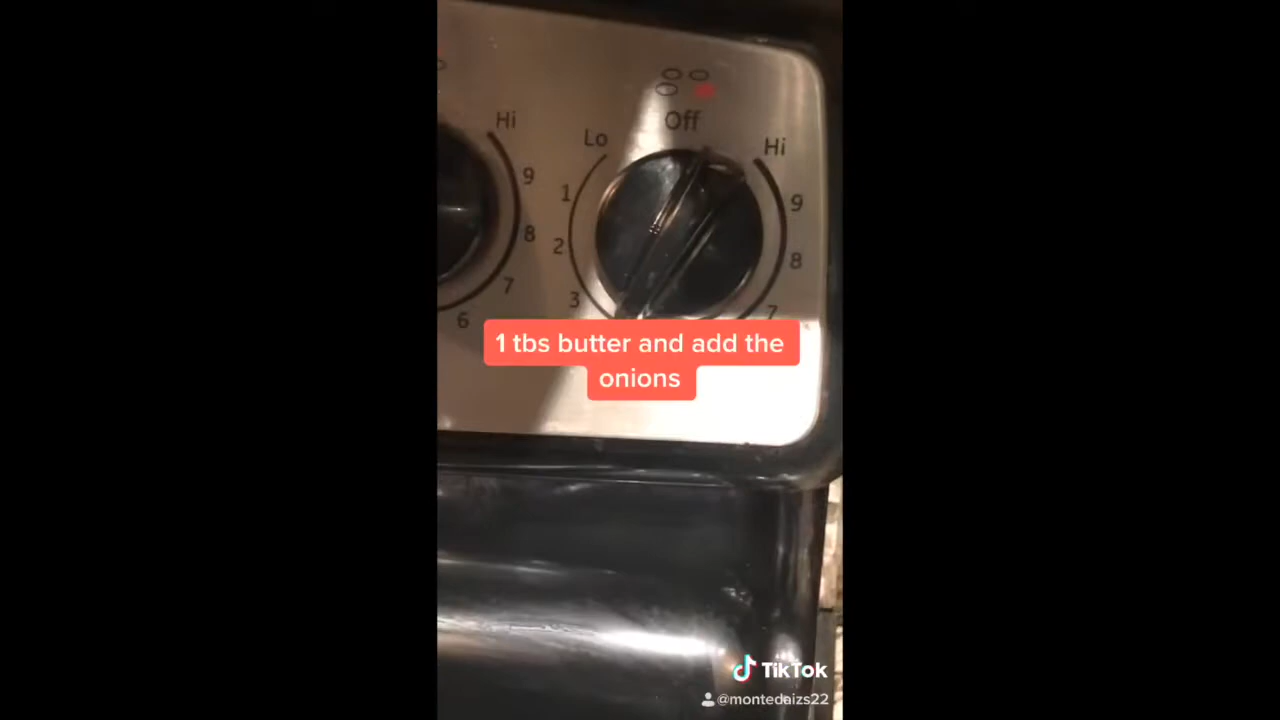 Hi
Off
Lo
Hi
9
1
9
8
2
8
7
3
7
6
1 tbs butter and add the
onions
TikTok
@montedaizs22